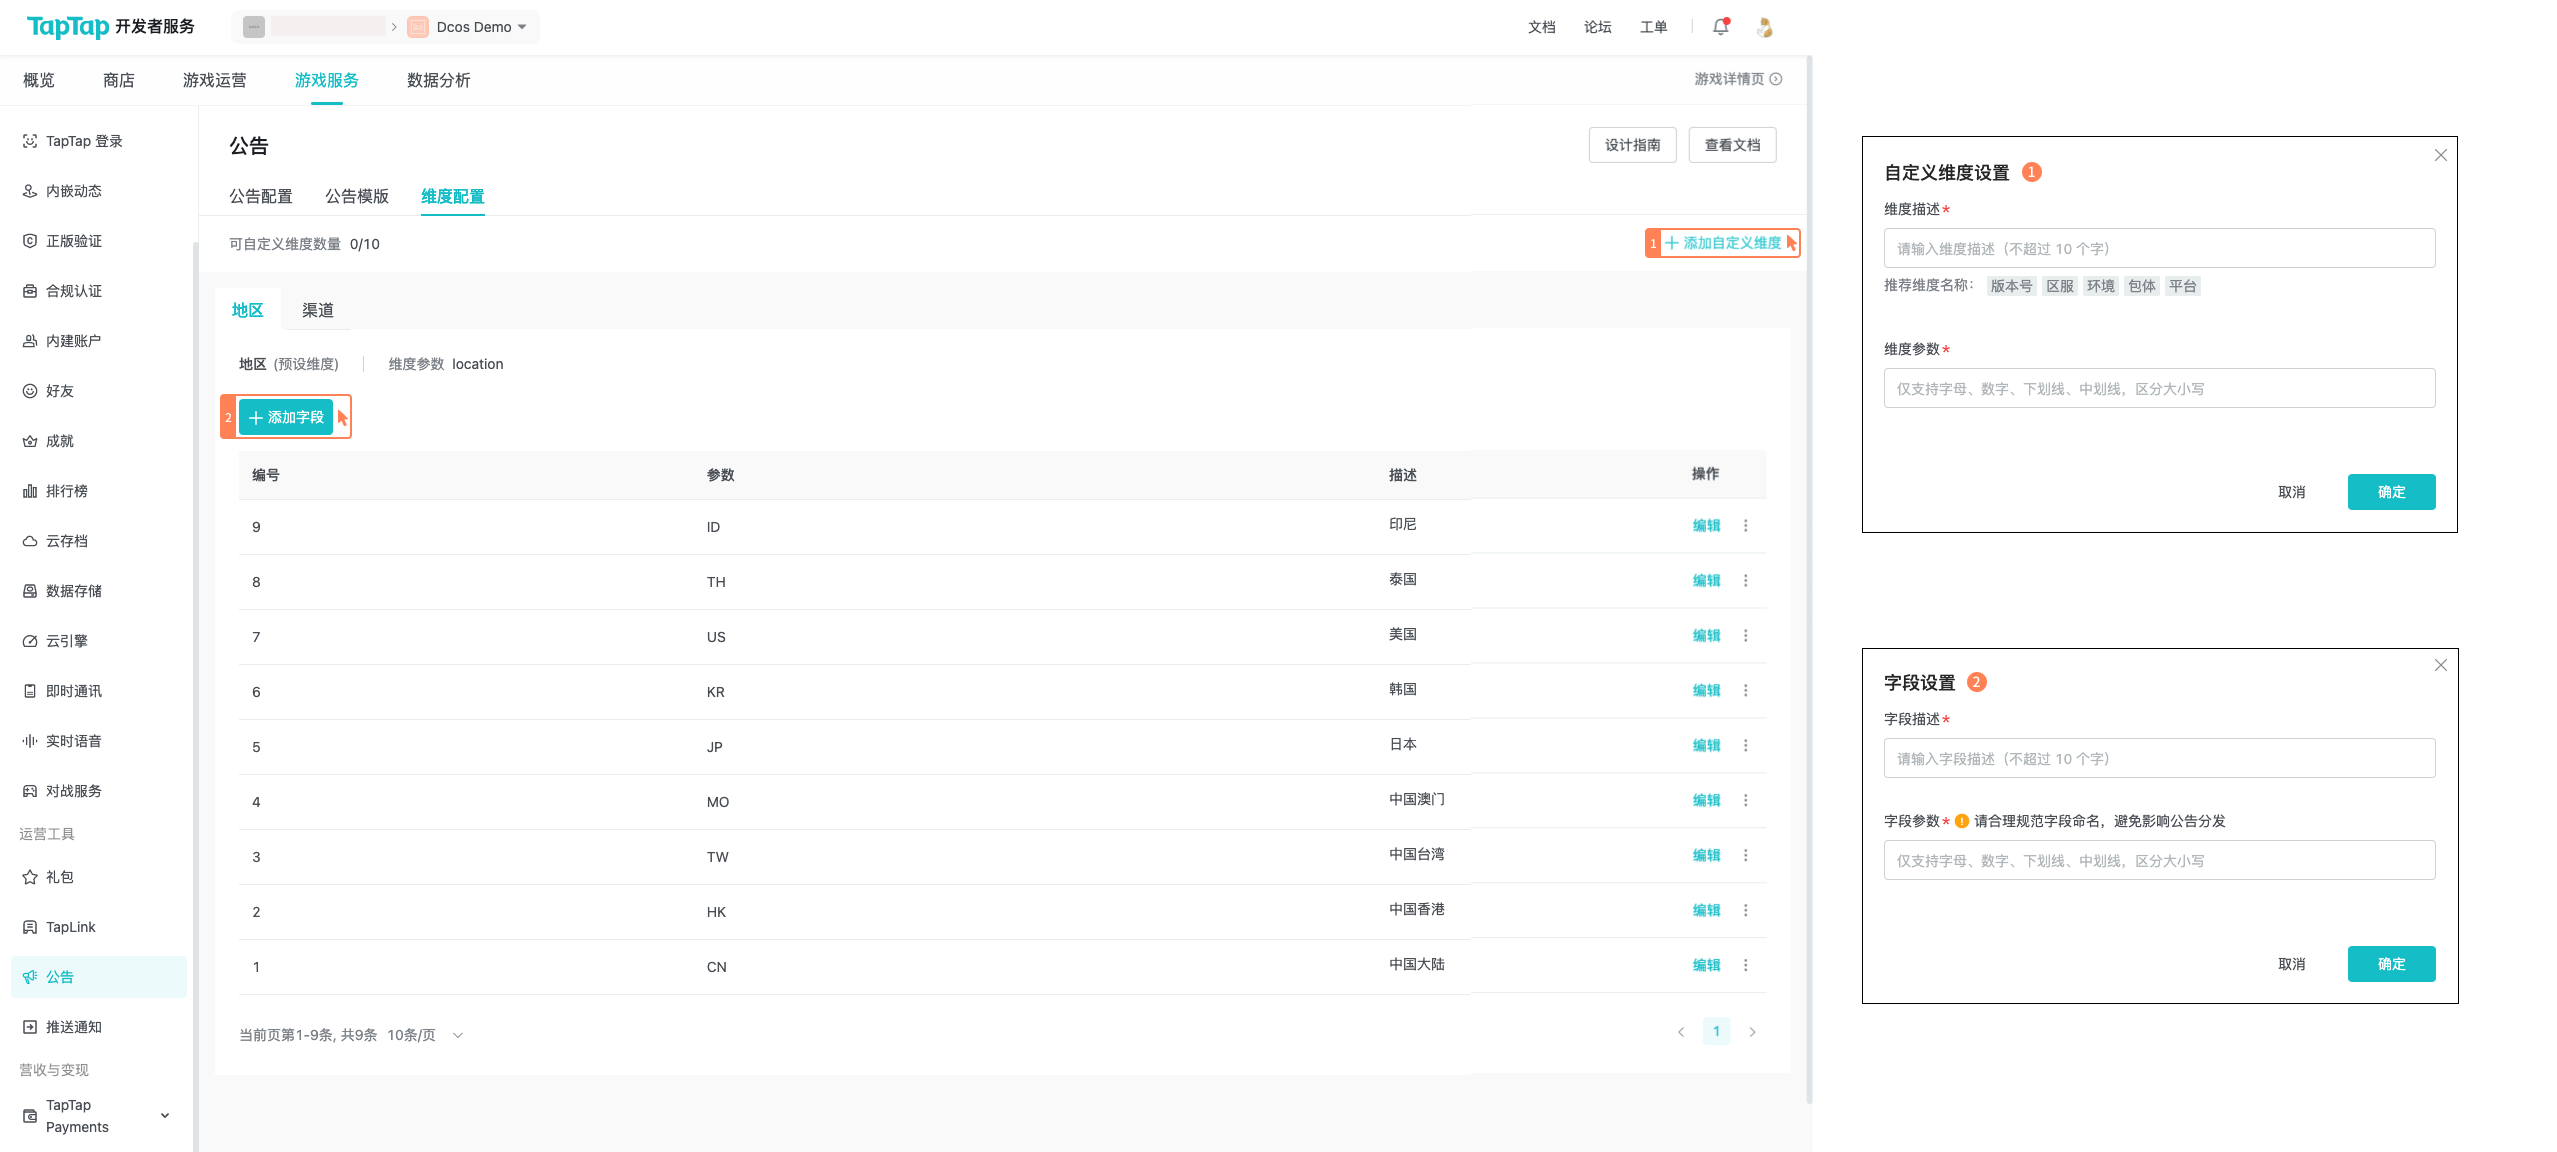 TapTap 开发者服务
Dcos Demo
文档 论坛 工单
概览 商店 游戏运营 游戏服务 数据分析
游戏详情页
TapTap 登录
内嵌动态
正版验证
合规认证
内建账户
好友
成就
排行榜
云存档
数据存储
云引擎
即时通讯
实时语音
对战服务
运营工具
礼包
TapLink
公告
推送通知
营收与变现
TapTap
Payments
公告
设计指南 查看文档
公告配置 公告模版 维度配置
可自定义维度数量 0/10
1 添加自定义维度
地区 渠道
地区 (预设维度) 维度参数 location
2 添加字段
编号 参数 描述 操作
9 ID 印尼 编辑
8 TH 泰国 编辑
7 US 美国 编辑
6 KR 韩国 编辑
5 JP 日本 编辑
4 MO 中国澳门 编辑
3 TW 中国台湾 编辑
2 HK 中国香港 编辑
1 CN 中国大陆 编辑
当前页第1-9条, 共9条 10条/页
1
自定义维度设置 1
维度描述*
请输入维度描述（不超过 10 个字）
推荐维度名称： 版本号 区服 环境 包体 平台
维度参数*
仅支持字母、数字、下划线、中划线，区分大小写
取消 确定
字段设置 2
字段描述*
请输入字段描述（不超过 10 个字）
字段参数* 请合理规范字段命名，避免影响公告分发
仅支持字母、数字、下划线、中划线，区分大小写
取消 确定